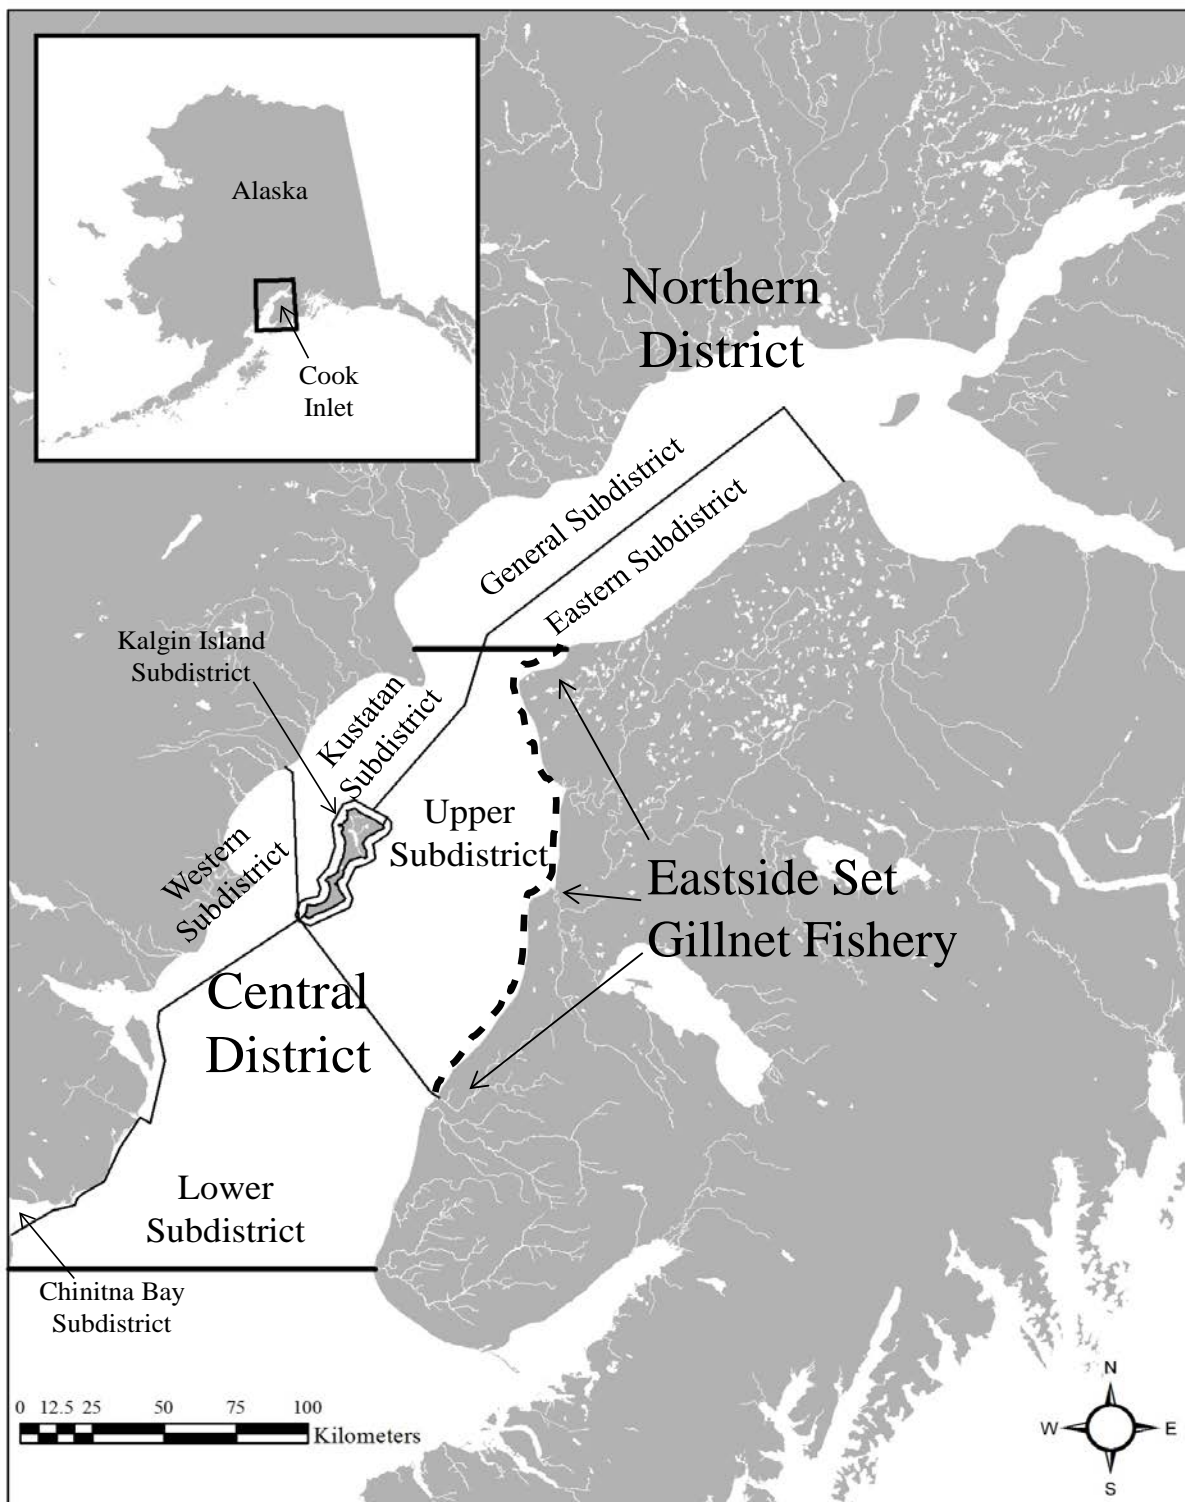 Alaska
Cook
Inlet
Northern
District
General Subdistrict
Eastern Subdistrict
Kalgin Island
Subdistrict
Kustatan
Subdistrict
Upper
Subdistrict
Western
Subdistrict
Eastside Set
Gillnet Fishery
Central
District
Lower
Subdistrict
Chinitna Bay
Subdistrict
0 12.5 25 50 75 100
Kilometers
N
W E
S